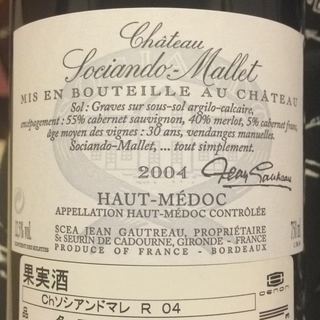 Château
Sociando-Mallet
MIS EN BOUTEILLE AU CHÂTEAU
Sol : Graves sur sous-sol argilo-calcaire,
encépagement : 55% cabernet sauvignon, 40% merlot, 5% cabernet franc,
âge moyen des vignes : 30 ans, vendanges manuelles.
Sociando-Mallet, ... tout simplement.
2004 Jean Gautreau
HAUT-MÉDOC
APPELLATION HAUT-MÉDOC CONTRÔLÉE
SCEA JEAN GAUTREAU, PROPRIÉTAIRE
St SEURIN DE CADOURNE, GIRONDE - FRANCE
PRODUCE OF FRANCE - BORDEAUX
75cl
果実酒
Chソシアンドマレ R 04